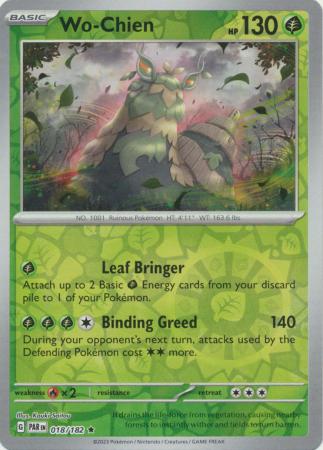 BASIC
Wo-Chien
HP 130
NO. 1001 Ruinous Pokémon HT: 4'11" WT: 163.6 lbs
Leaf Bringer
Attach up to 2 Basic Energy cards from your discard
pile to 1 of your Pokémon.
Binding Greed 140
During your opponent's next turn, attacks used by
the Defending Pokémon cost more.
weakness ×2 resistance retreat
Illus. Kouki Saitou
G PAR EN 018/182 ★
It drains the life-force from vegetation, causing nearby
forests to instantly wither and fields to turn barren.
©2023 Pokémon / Nintendo / Creatures / GAME FREAK